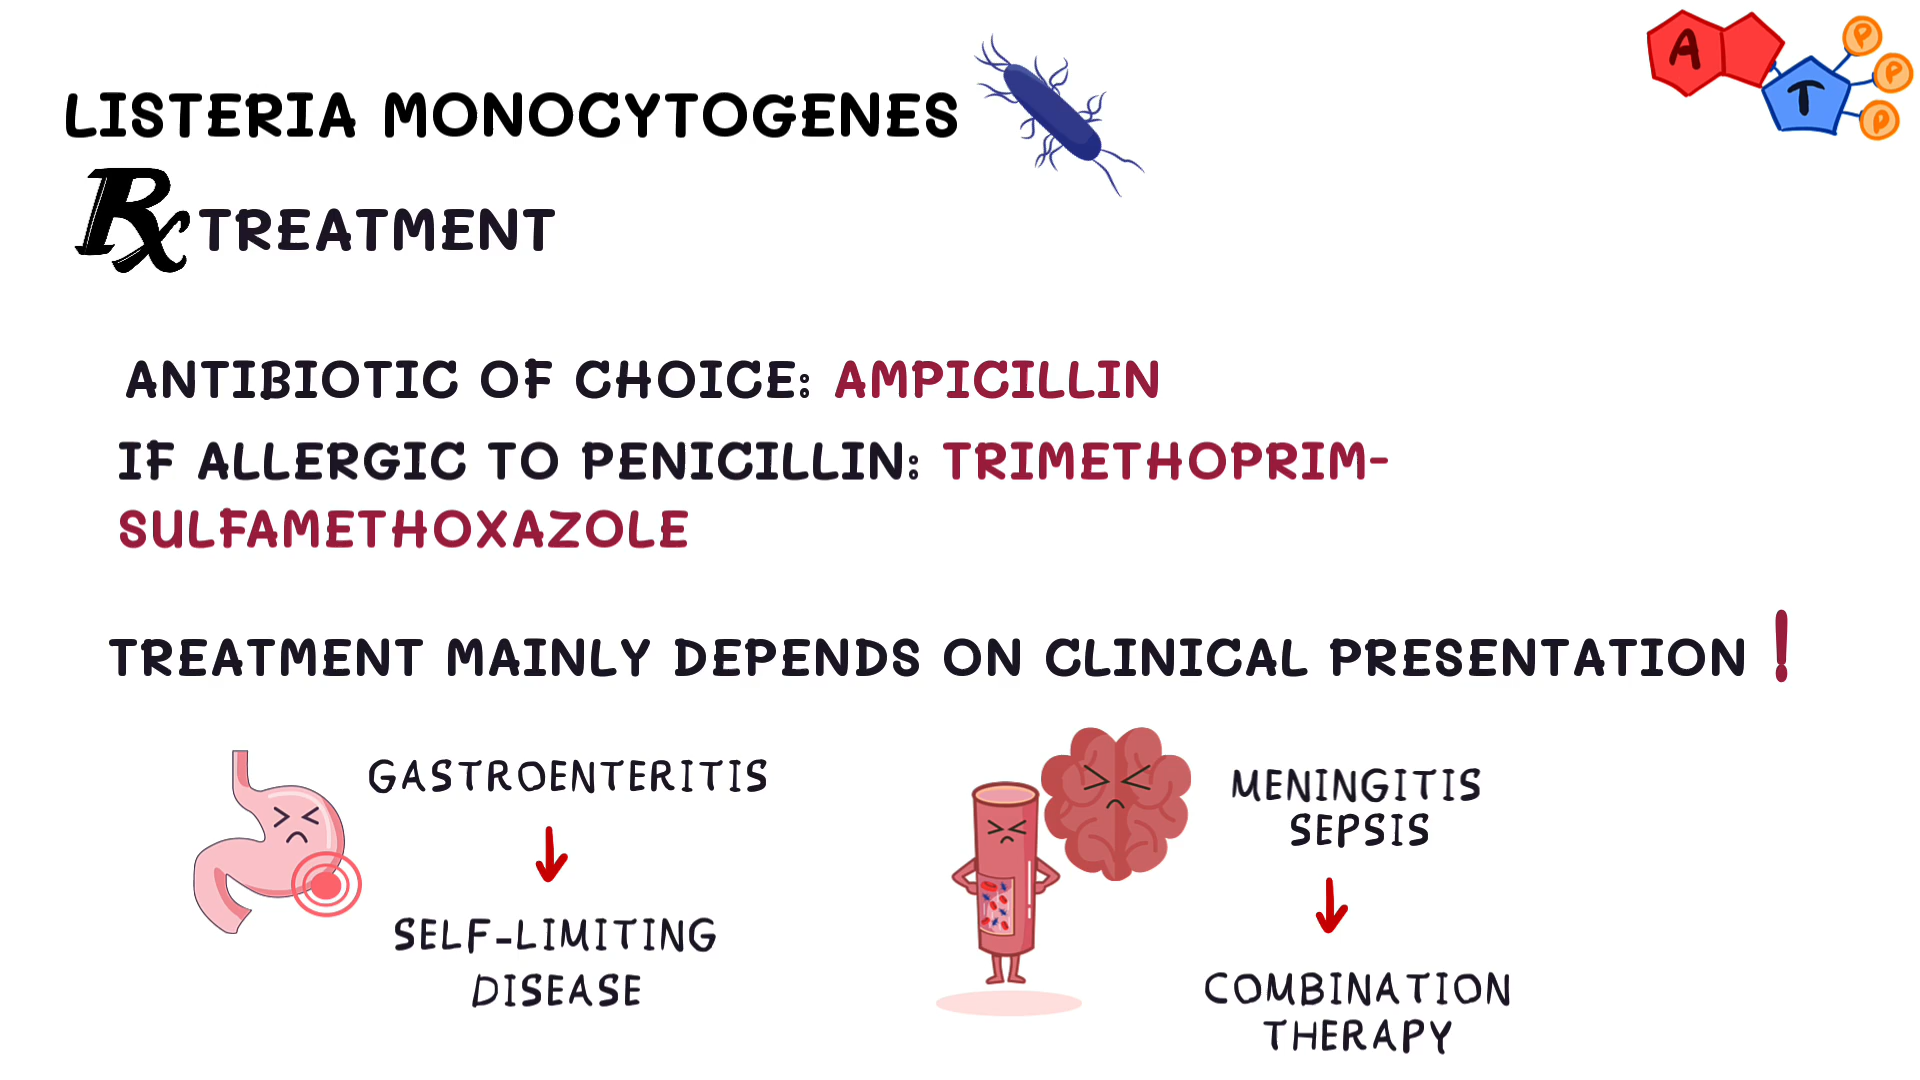 LISTERIA MONOCYTOGENES
Rx TREATMENT
A
T
P
P
P
ANTIBIOTIC OF CHOICE: AMPICILLIN
IF ALLERGIC TO PENICILLIN: TRIMETHOPRIM-
SULFAMETHOXAZOLE
TREATMENT MAINLY DEPENDS ON CLINICAL PRESENTATION !
GASTROENTERITIS
SELF-LIMITING
DISEASE
MENINGITIS
SEPSIS
COMBINATION
THERAPY